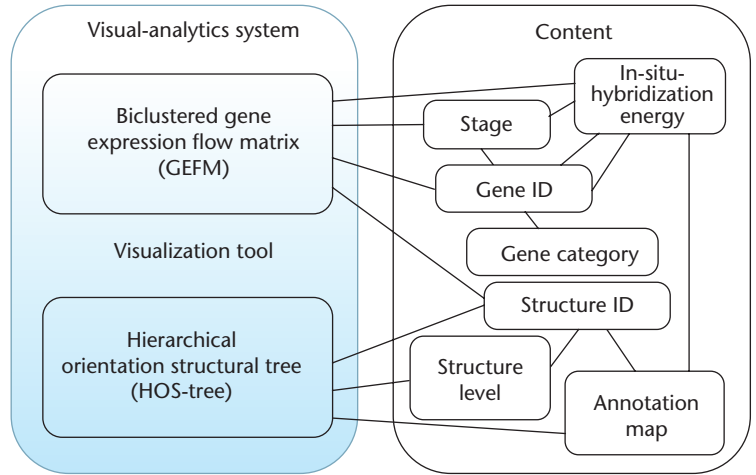 Visual-analytics system
Biclustered gene
expression flow matrix
(GEFM)
Visualization tool
Hierarchical
orientation structural tree
(HOS-tree)
Content
In-situ-
hybridization
energy
Stage
Gene ID
Gene category
Structure ID
Structure
level
Annotation
map